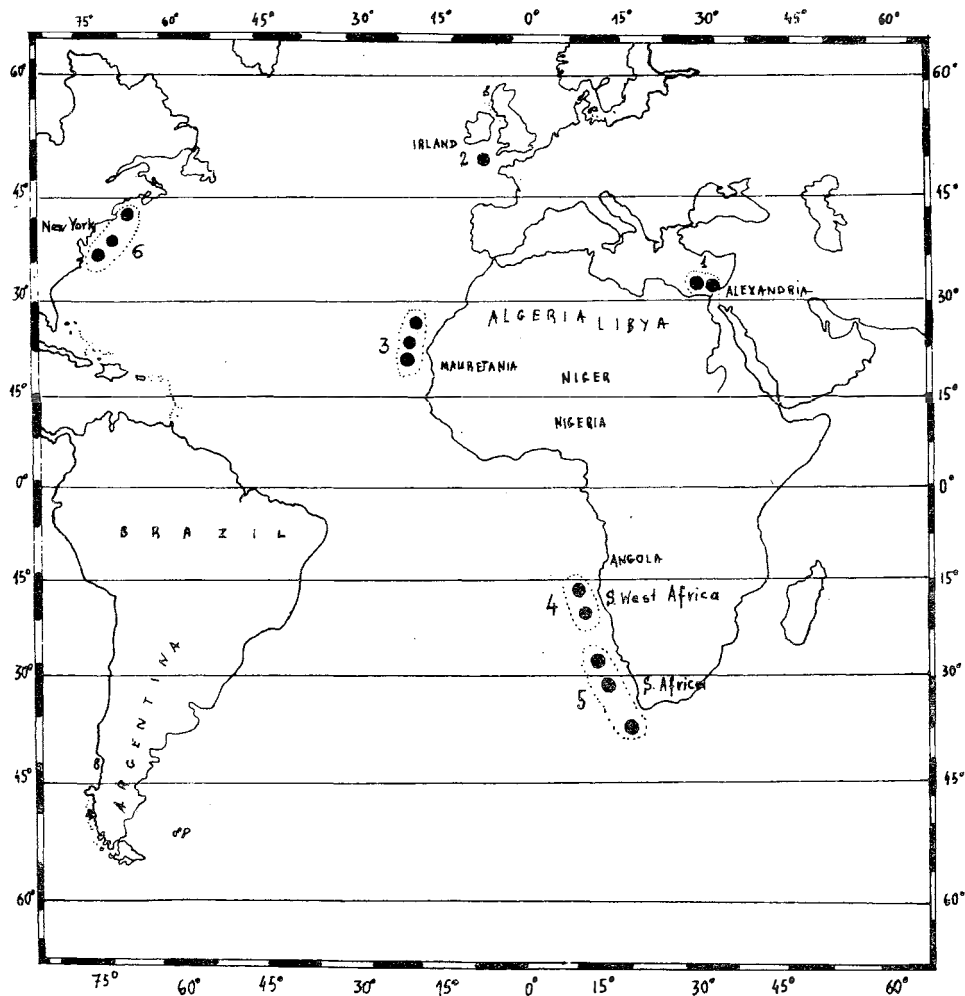 75° 60° 45° 30° 15° 0° 15° 30° 45° 60°
60° 60°
IRLAND
2
45° 45°
New York
6
1
ALEXANDRIA
30° 30°
ALGERIA LIBYA
3
MAURETANIA
NIGER
15° 15°
NIGERIA
0° 0°
BRAZIL
ANGOLA
15° 15°
4 S.West Africa
ARGENTINA
30° 30°
S. Africa
5
45° 45°
60° 60°
75° 60° 45° 30° 15° 0° 15° 30° 45° 60°